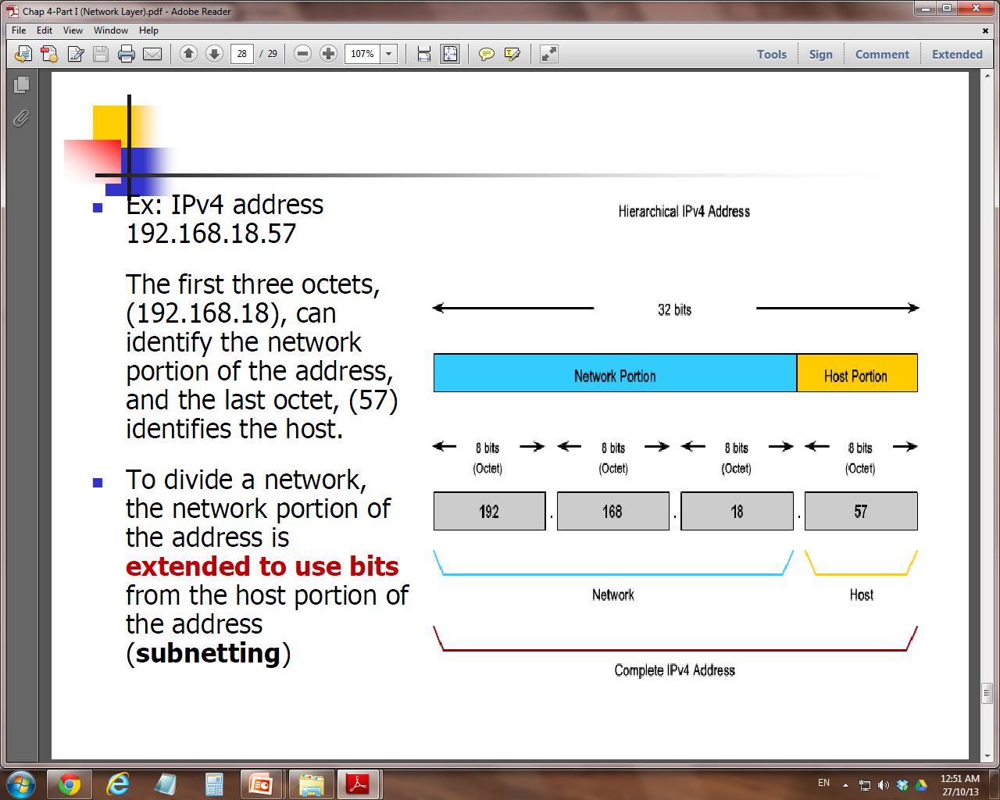 Chap 4-Part I (Network Layer).pdf - Adobe Reader
File Edit View Window Help
28 / 29 107% Tools Sign Comment Extended
Ex: IPv4 address
192.168.18.57
The first three octets,
(192.168.18), can
identify the network
portion of the address,
and the last octet, (57)
identifies the host.
To divide a network,
the network portion of
the address is
extended to use bits
from the host portion of
the address
(subnetting)
Hierarchical IPv4 Address
32 bits
Network Portion Host Portion
8 bits 8 bits 8 bits 8 bits
(Octet) (Octet) (Octet) (Octet)
192 . 168 . 18 . 57
Network Host
Complete IPv4 Address
EN 12:51 AM
27/10/13